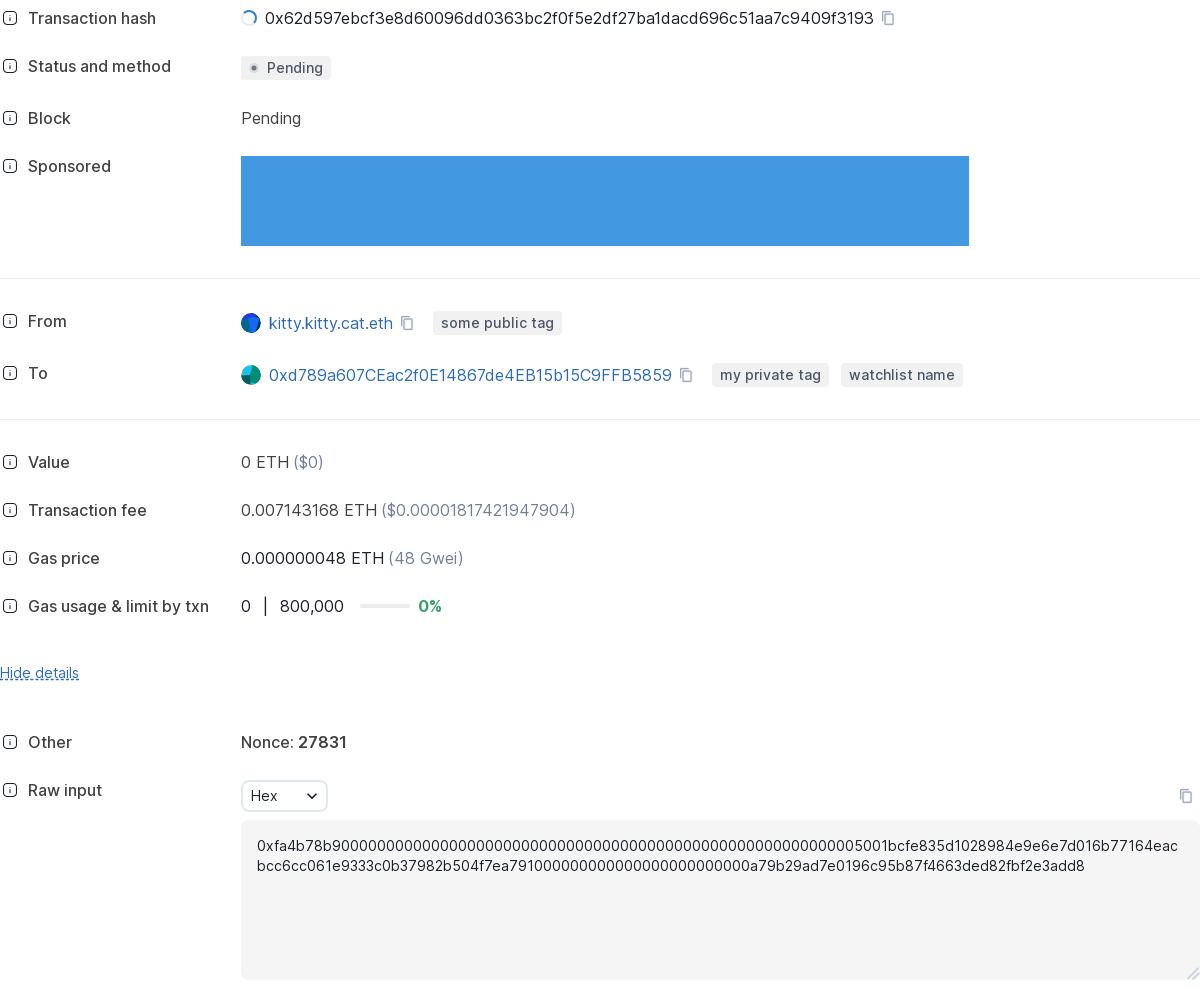 Transaction hash 0x62d597ebcf3e8d60096dd0363bc2f0f5e2df27ba1dacd696c51aa7c9409f3193
Status and method Pending
Block Pending
Sponsored
From kitty.kitty.cat.eth some public tag
To 0xd789a607CEac2f0E14867de4EB15b15C9FFB5859 my private tag watchlist name
Value 0 ETH ($0)
Transaction fee 0.007143168 ETH ($0.00001817421947904)
Gas price 0.000000048 ETH (48 Gwei)
Gas usage & limit by txn 0 | 800,000 0%
Hide details
Other Nonce: 27831
Raw input Hex
0xfa4b78b90000000000000000000000000000000000000000000000000000000005001bcfe835d1028984e9e6e7d016b77164eac
bcc6cc061e9333c0b37982b504f7ea791000000000000000000000000a79b29ad7e0196c95b87f4663ded82fbf2e3add8